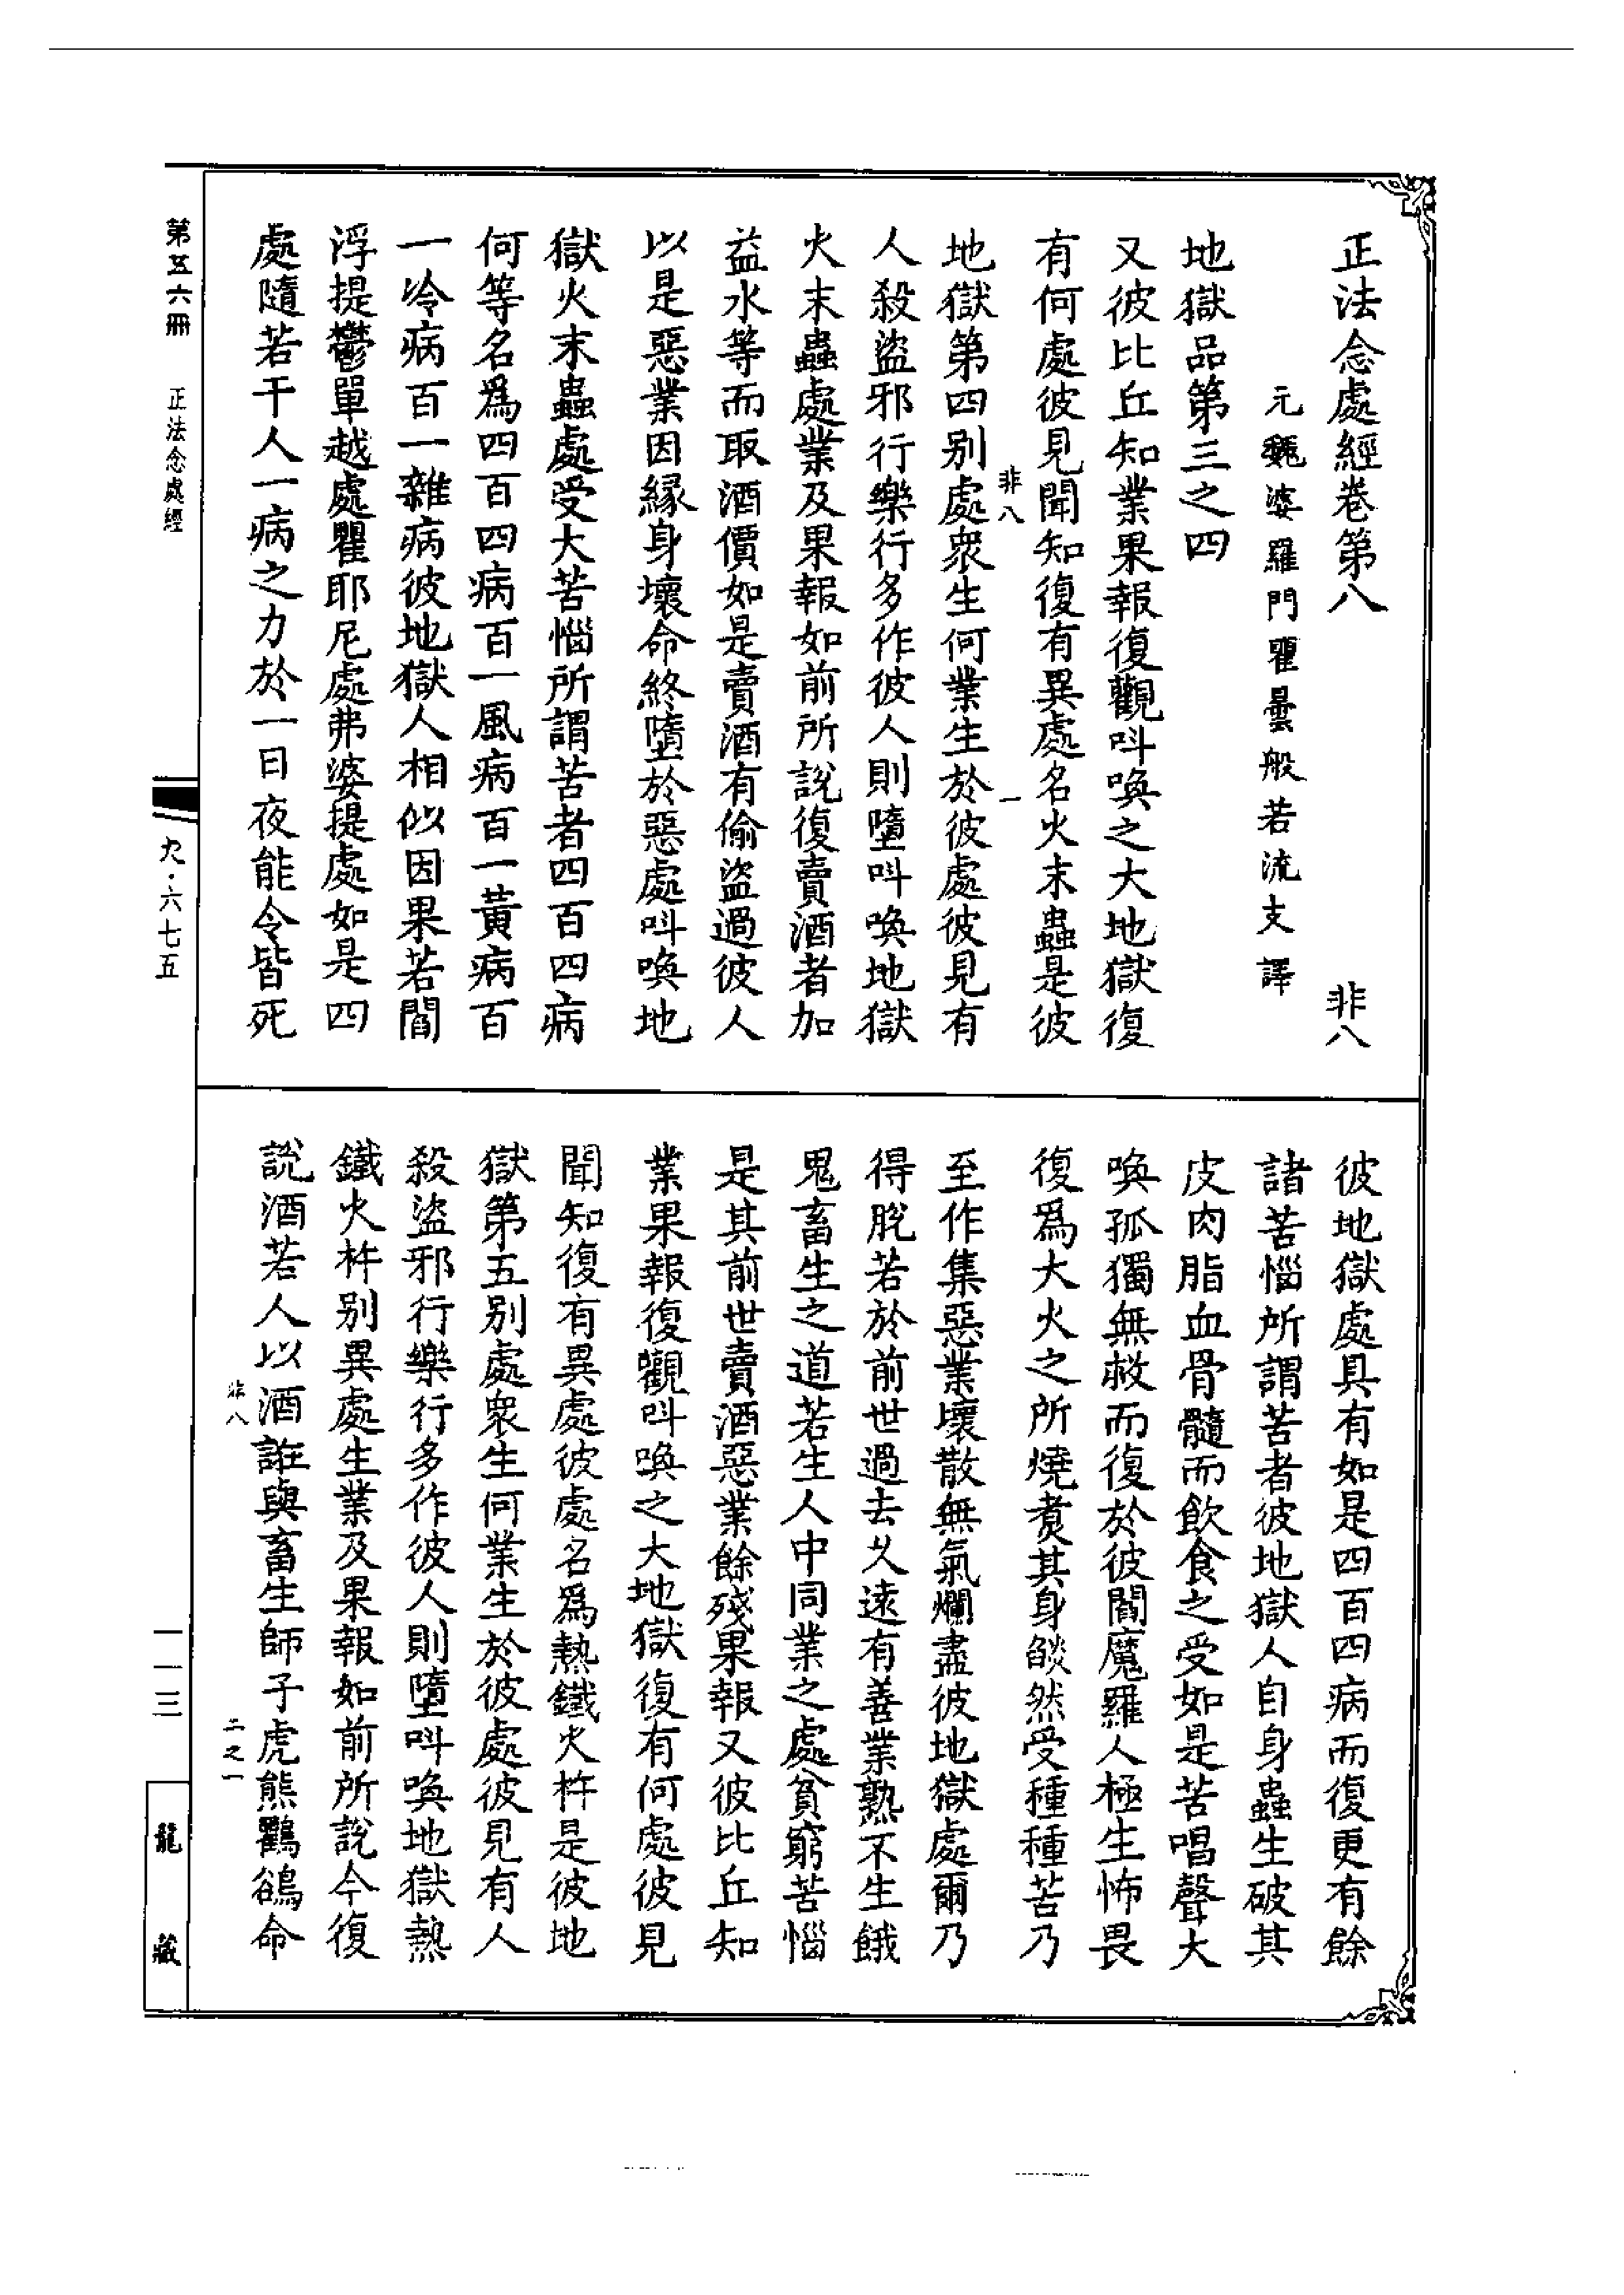 正法念處經卷第八 非八
元魏婆羅門瞿曇般若流支譯
地獄品第三之四
又彼比丘知業果報復觀叫喚之大地獄復
有何處彼見聞知復有異處名火末蟲是彼
非八 一
地獄第四别處衆生何業生於彼處彼見有
人殺盜邪行樂行多作彼人則墮叫喚地獄
火末蟲處業及果報如前所說復賣酒者加
益水等而取酒價如是賣酒有偷盜過彼人
以是惡業因緣身壞命終墮於惡處叫喚地
獄火末蟲處受大苦惱所謂苦者四百四病
何等名爲四百四病百一風病百一黃病百
一冷病百一雜病彼地獄人相似因果若閻
浮提鬱單越處瞿耶尼處弗婆提處如是四
處隨若干人一病之力於一日夜能令皆死
彼地獄處具有如是四百四病而復更有餘
諸苦惱所謂苦者彼地獄人自身蟲生破其
皮肉脂血骨髓而飲食之受如是苦唱聲大
喚孤獨無救而復於彼閻魔羅人極生怖畏
復爲大火之所燒煑其身燄然受種種苦乃
至作集惡業壞散無氣爛盡彼地獄處爾乃
得脫若於前世過去久遠有善業熟不生餓
鬼畜生之道若生人中同業之處貧窮苦惱
是其前世賣酒惡業餘殘果報又彼比丘知
業果報復觀叫喚之大地獄復有何處彼見
聞知復有異處彼處名爲熱鐵火杵是彼地
獄第五别處衆生何業生於彼處彼見有人
殺盜邪行樂行多作彼人則墮叫喚地獄熱
鐵火杵别異處生業及果報如前所說今復
說酒若人以酒誑與畜生師子虎熊鸜鵒命
非八 二之一
第五六冊 正法念處經
九·六七五
一一三
龍藏